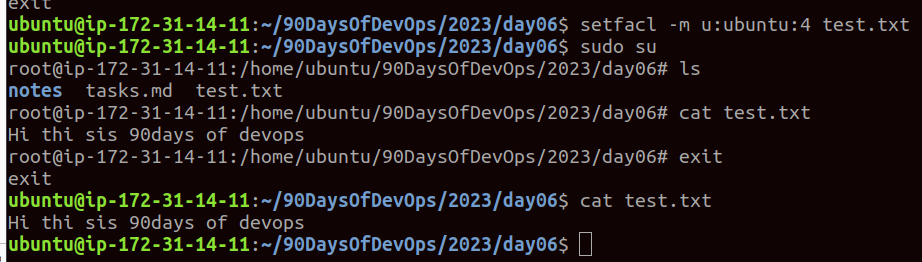 exit
ubuntu@ip-172-31-14-11:~/90DaysOfDevOps/2023/day06$ setfacl -m u:ubuntu:4 test.txt
ubuntu@ip-172-31-14-11:~/90DaysOfDevOps/2023/day06$ sudo su
root@ip-172-31-14-11:/home/ubuntu/90DaysOfDevOps/2023/day06# ls
notes  tasks.md  test.txt
root@ip-172-31-14-11:/home/ubuntu/90DaysOfDevOps/2023/day06# cat test.txt
Hi thi sis 90days of devops
root@ip-172-31-14-11:/home/ubuntu/90DaysOfDevOps/2023/day06# exit
exit
ubuntu@ip-172-31-14-11:~/90DaysOfDevOps/2023/day06$ cat test.txt
Hi thi sis 90days of devops
ubuntu@ip-172-31-14-11:~/90DaysOfDevOps/2023/day06$